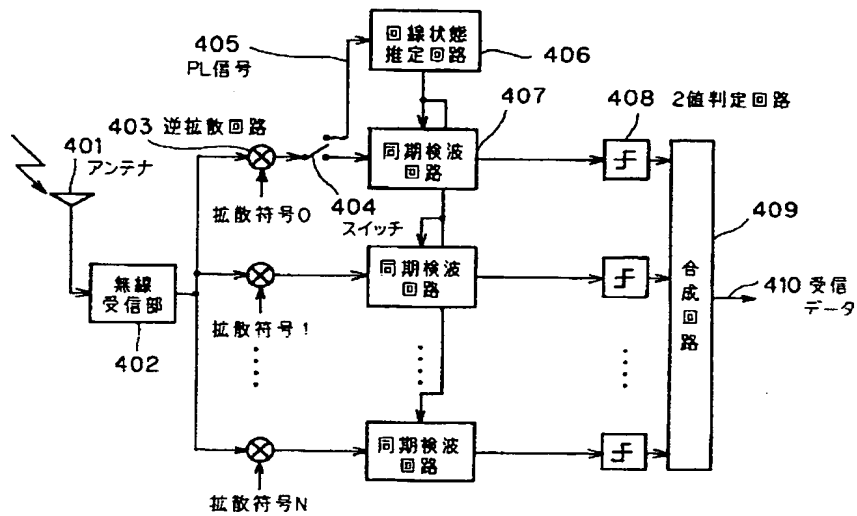 405
PL信号
回線状態
推定回路
406
407
403 逆拡散回路
408 2値判定回路
401
アンテナ
同期検波
回路
拡散符号0
404
スイッチ
409
無線
受信部
402
同期検波
回路
拡散符号1
合成回路
410 受信
データ
同期検波
回路
拡散符号N